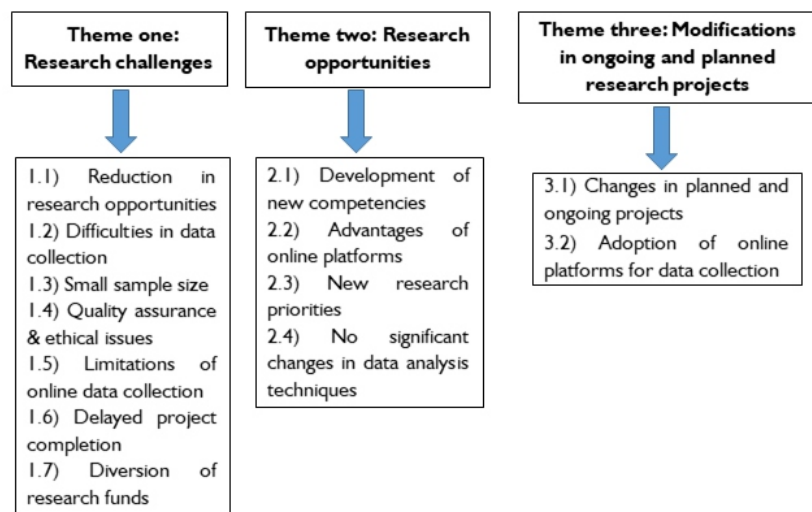 Theme one:
Research challenges
1.1) Reduction in
research opportunities
1.2) Difficulties in data
collection
1.3) Small sample size
1.4) Quality assurance
& ethical issues
1.5) Limitations of
online data collection
1.6) Delayed project
completion
1.7) Diversion of
research funds
Theme two: Research
opportunities
2.1) Development of
new competencies
2.2) Advantages of
online platforms
2.3) New research
priorities
2.4) No significant
changes in data analysis
techniques
Theme three: Modifications
in ongoing and planned
research projects
3.1) Changes in planned and
ongoing projects
3.2) Adoption of online
platforms for data collection